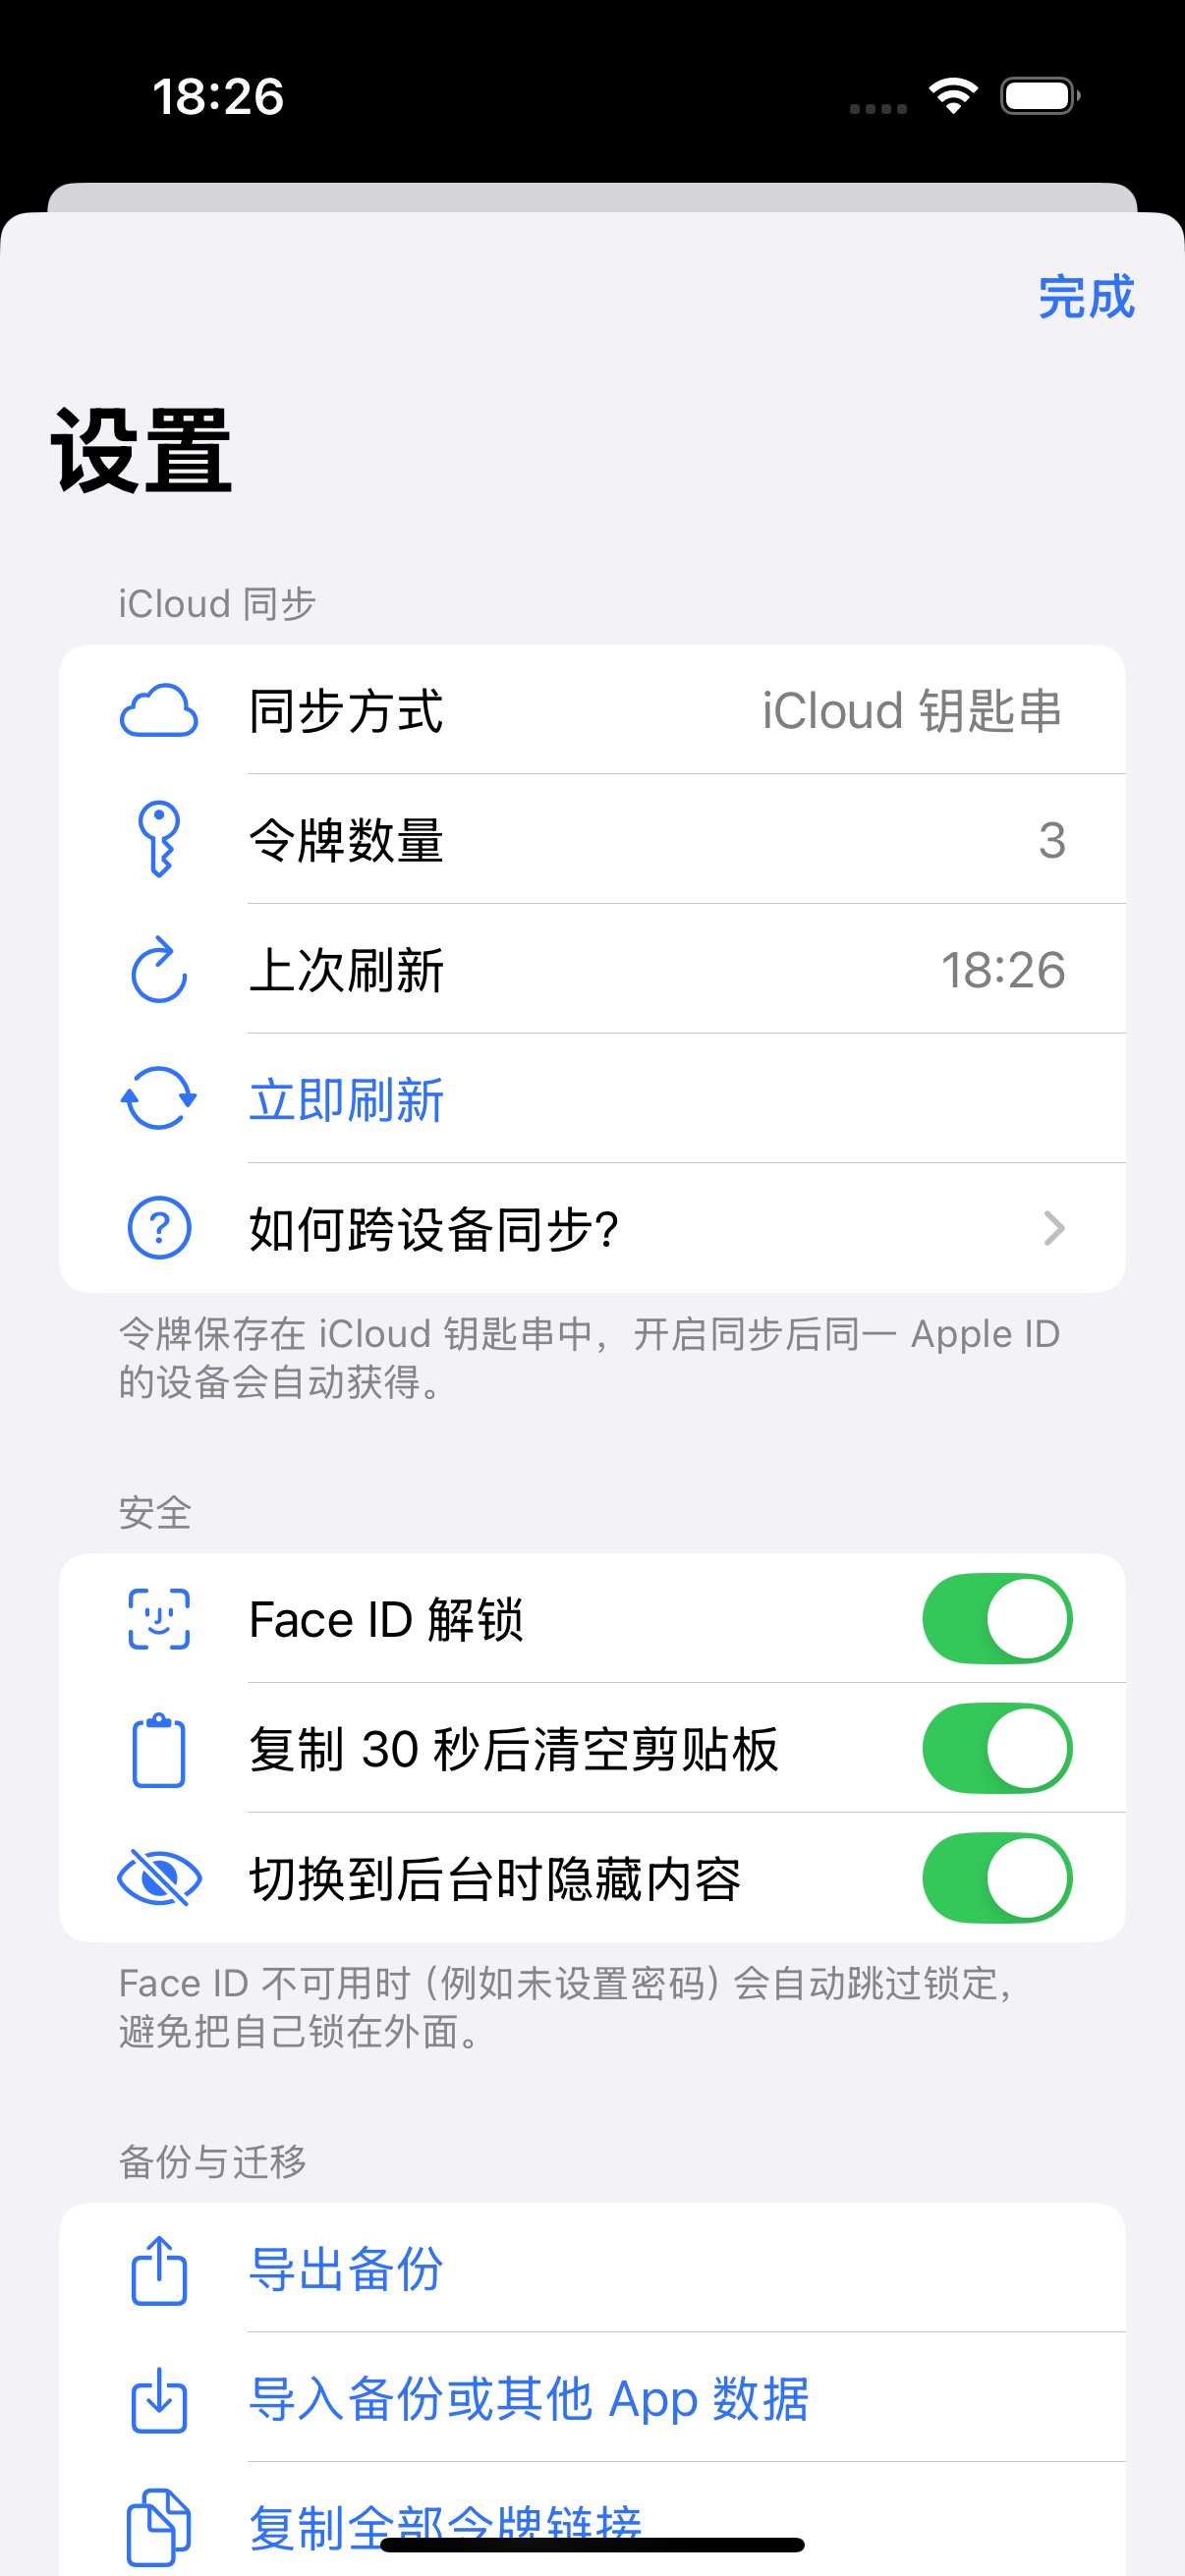 18:26
完成
设置
iCloud 同步
同步方式 iCloud 钥匙串
令牌数量 3
上次刷新 18:26
立即刷新
如何跨设备同步?
令牌保存在 iCloud 钥匙串中，开启同步后同一 Apple ID
的设备会自动获得。
安全
Face ID 解锁
复制 30 秒后清空剪贴板
切换到后台时隐藏内容
Face ID 不可用时（例如未设置密码）会自动跳过锁定，
避免把自己锁在外面。
备份与迁移
导出备份
导入备份或其他 App 数据
复制全部令牌链接